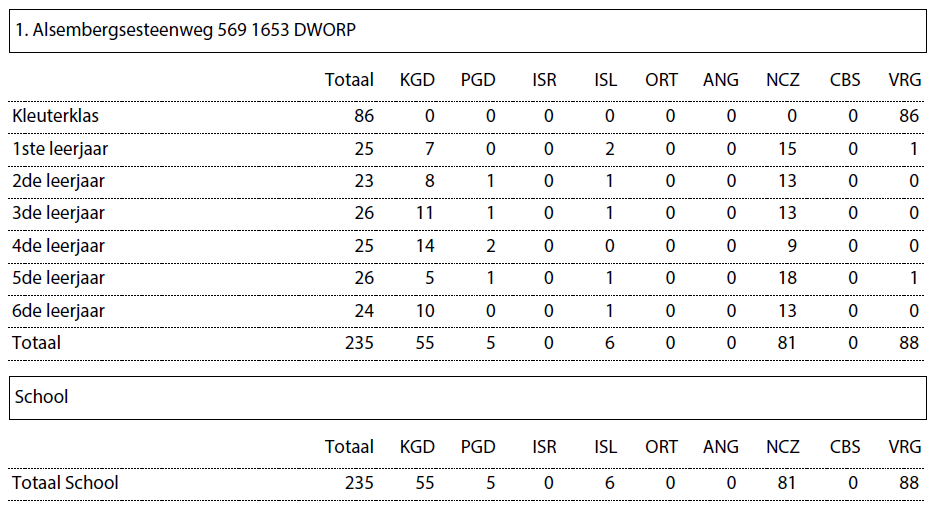 1. Alsembergsesteenweg 569 1653 DWORP
Totaal KGD PGD ISR ISL ORT ANG NCZ CBS VRG
Kleuterklas 86 0 0 0 0 0 0 0 0 86
1ste leerjaar 25 7 0 0 2 0 0 15 0 1
2de leerjaar 23 8 1 0 1 0 0 13 0 0
3de leerjaar 26 11 1 0 1 0 0 13 0 0
4de leerjaar 25 14 2 0 0 0 0 9 0 0
5de leerjaar 26 5 1 0 1 0 0 18 0 1
6de leerjaar 24 10 0 0 1 0 0 13 0 0
Totaal 235 55 5 0 6 0 0 81 0 88
School
Totaal KGD PGD ISR ISL ORT ANG NCZ CBS VRG
Totaal School 235 55 5 0 6 0 0 81 0 88